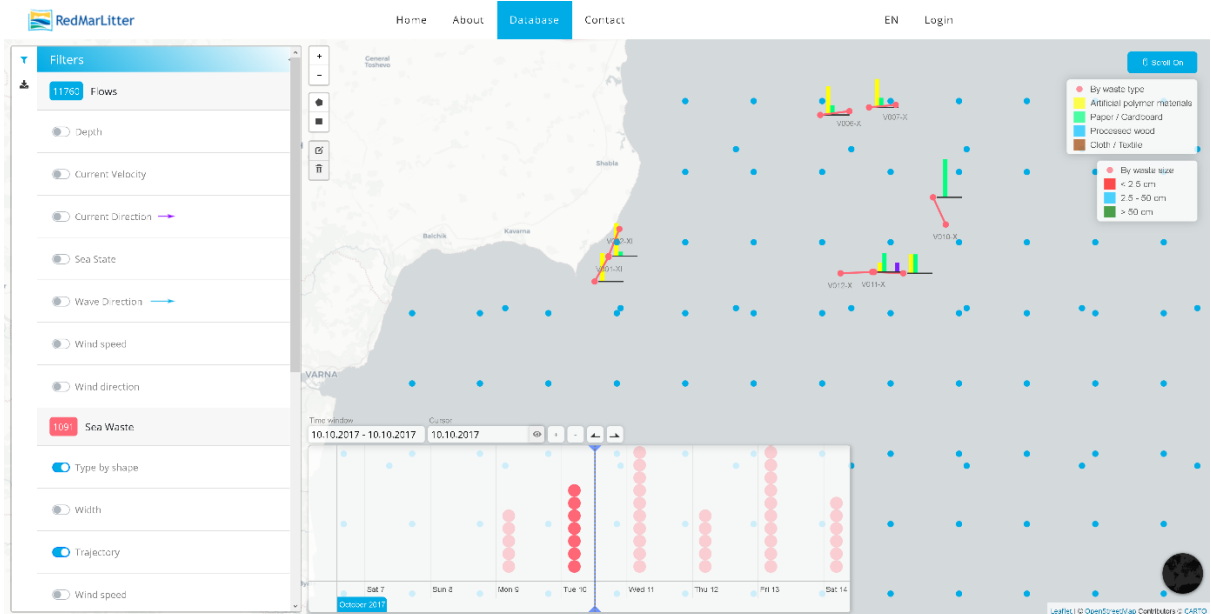 RedMarLitter
Home About Database Contact EN Login
Filters
11760 Flows
Depth
Current Velocity
Current Direction
Sea State
Wave Direction
Wind speed
Wind direction
1091 Sea Waste
Type by shape
Width
Trajectory
Wind speed
+
-
General
Toshevo
Shabla
Balchik
Kavarna
VARNA
V006-X
V007-X
V010-X
V002-XI
V001-XI
V012-X
V011-X
Scroll On
By waste type
Artificial polymer materials
Paper / Cardboard
Processed wood
Cloth / Textile
By waste size
< 2.5 cm
2.5 - 50 cm
> 50 cm
Time window
Cursor
10.10.2017 - 10.10.2017
10.10.2017
+
-
Sat 7 Sun 8 Mon 9 Tue 10 Wed 11 Thu 12 Fri 13 Sat 14
October 2017
Leaflet | © OpenStreetMap Contributors © CARTO